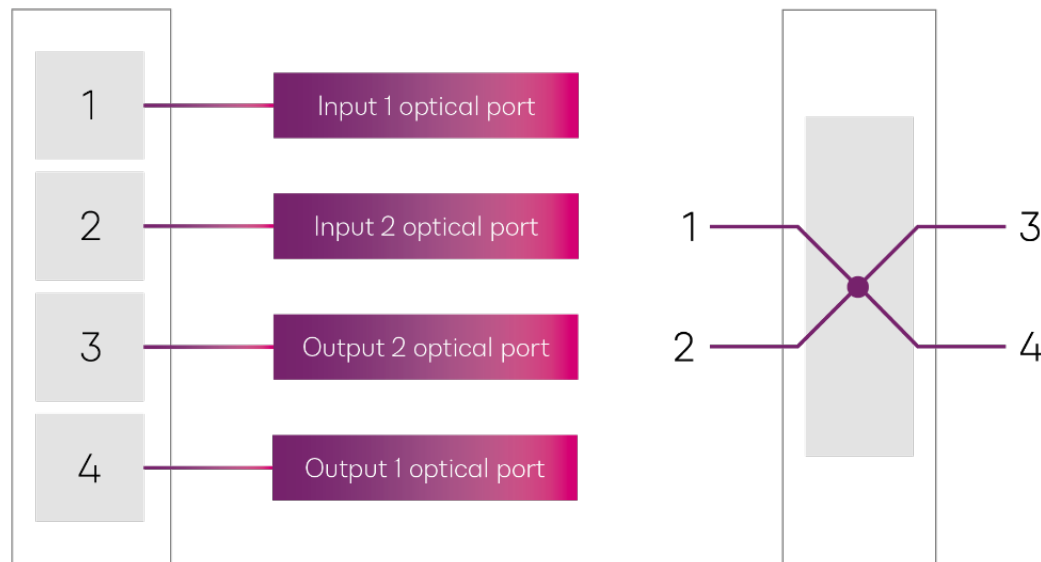 1
Input 1 optical port
2
Input 2 optical port
3
Output 2 optical port
4
Output 1 optical port
1
3
2
4